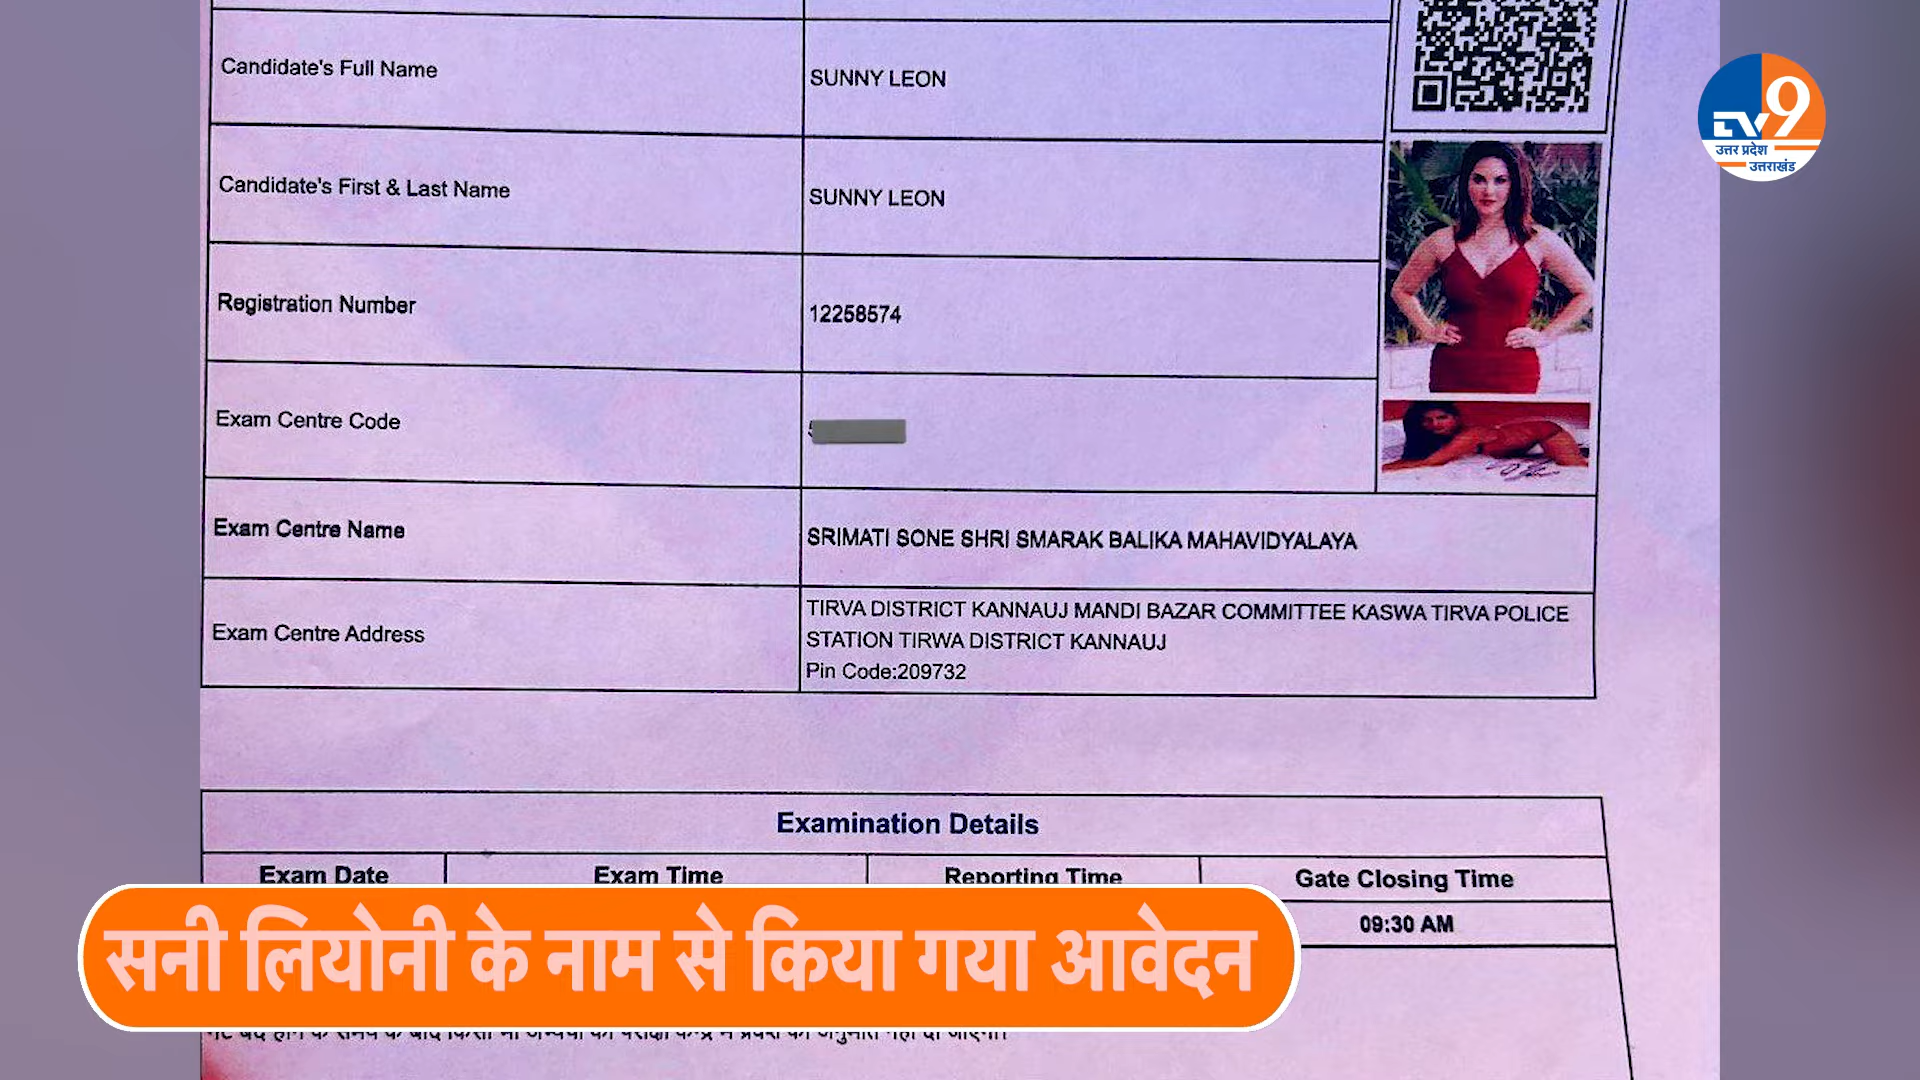 Candidate's Full Name
SUNNY LEON
Candidate's First & Last Name
SUNNY LEON
Registration Number
12258574
Exam Centre Code
Exam Centre Name
SRIMATI SONE SHRI SMARAK BALIKA MAHAVIDYALAYA
Exam Centre Address
TIRVA DISTRICT KANNAUJ MANDI BAZAR COMMITTEE KASWA TIRVA POLICE
STATION TIRWA DISTRICT KANNAUJ
Pin Code:209732
TV9
उत्तर प्रदेश
उत्तराखंड
Examination Details
Exam Date Exam Time Reporting Time Gate Closing Time
09:30 AM
सनी लियोनी के नाम से किया गया आवेदन